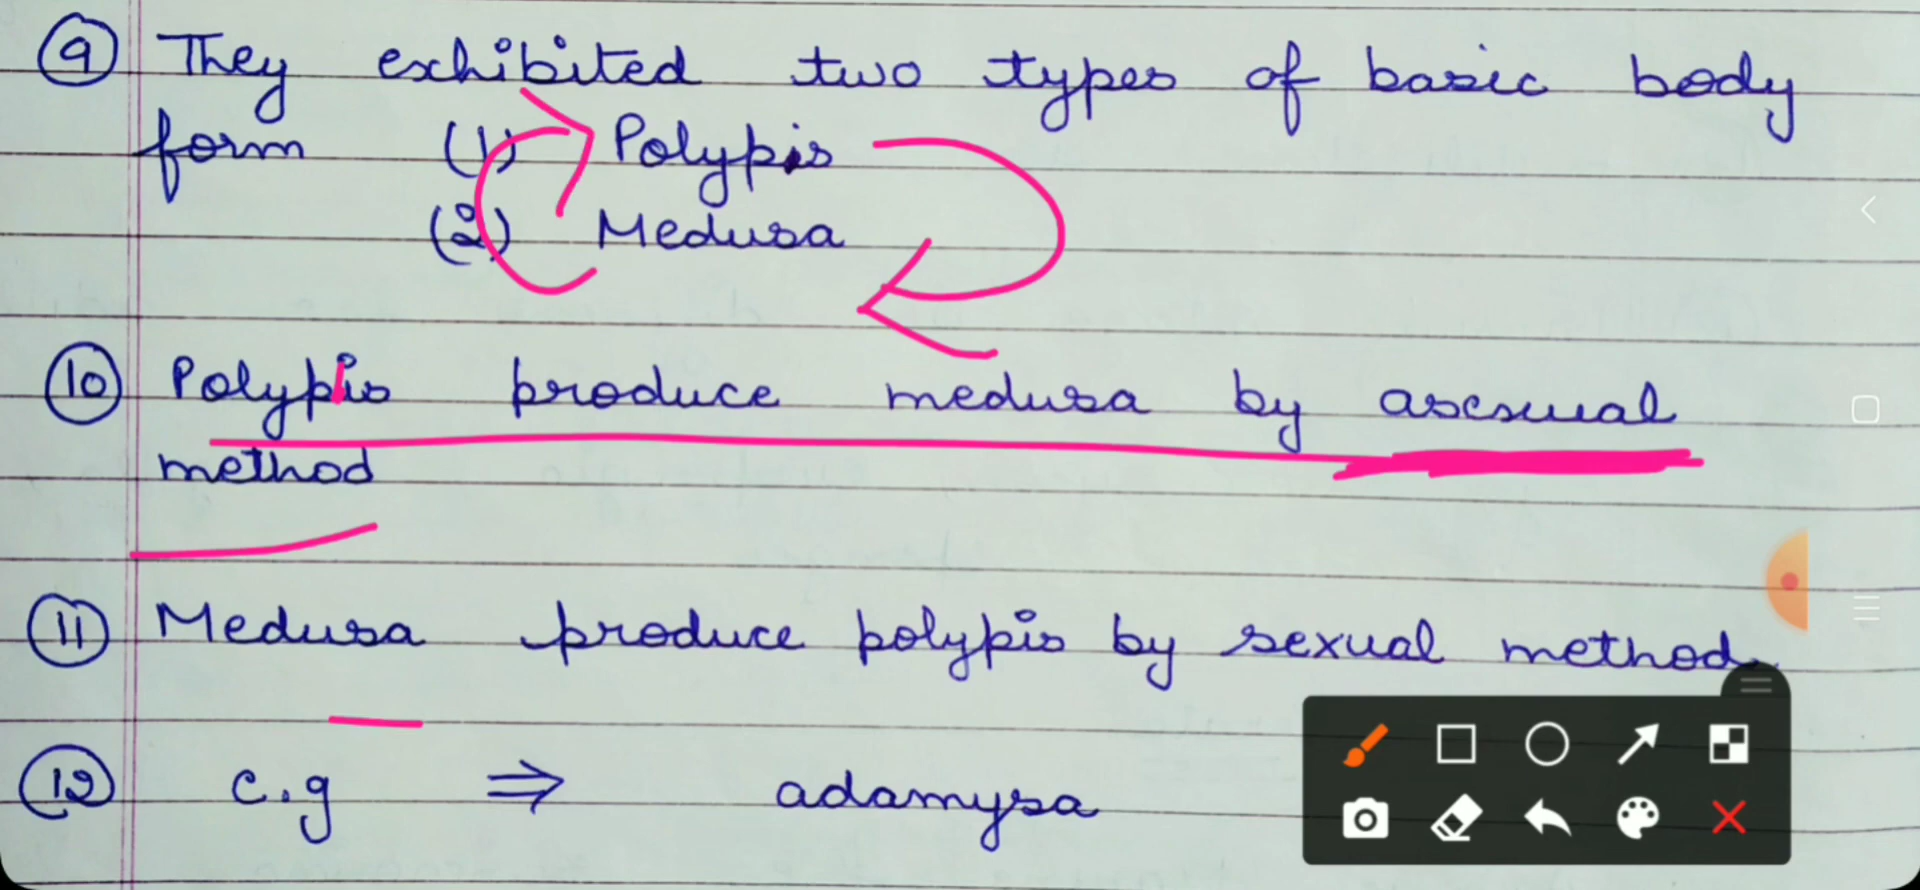 9 They exhibited two types of basic body
form (1) Polypis
(2) Medusa
10 Polypis produce medusa by asexual
method
11 Medusa produce polypis by sexual method
12 e.g ⇒ adamysa